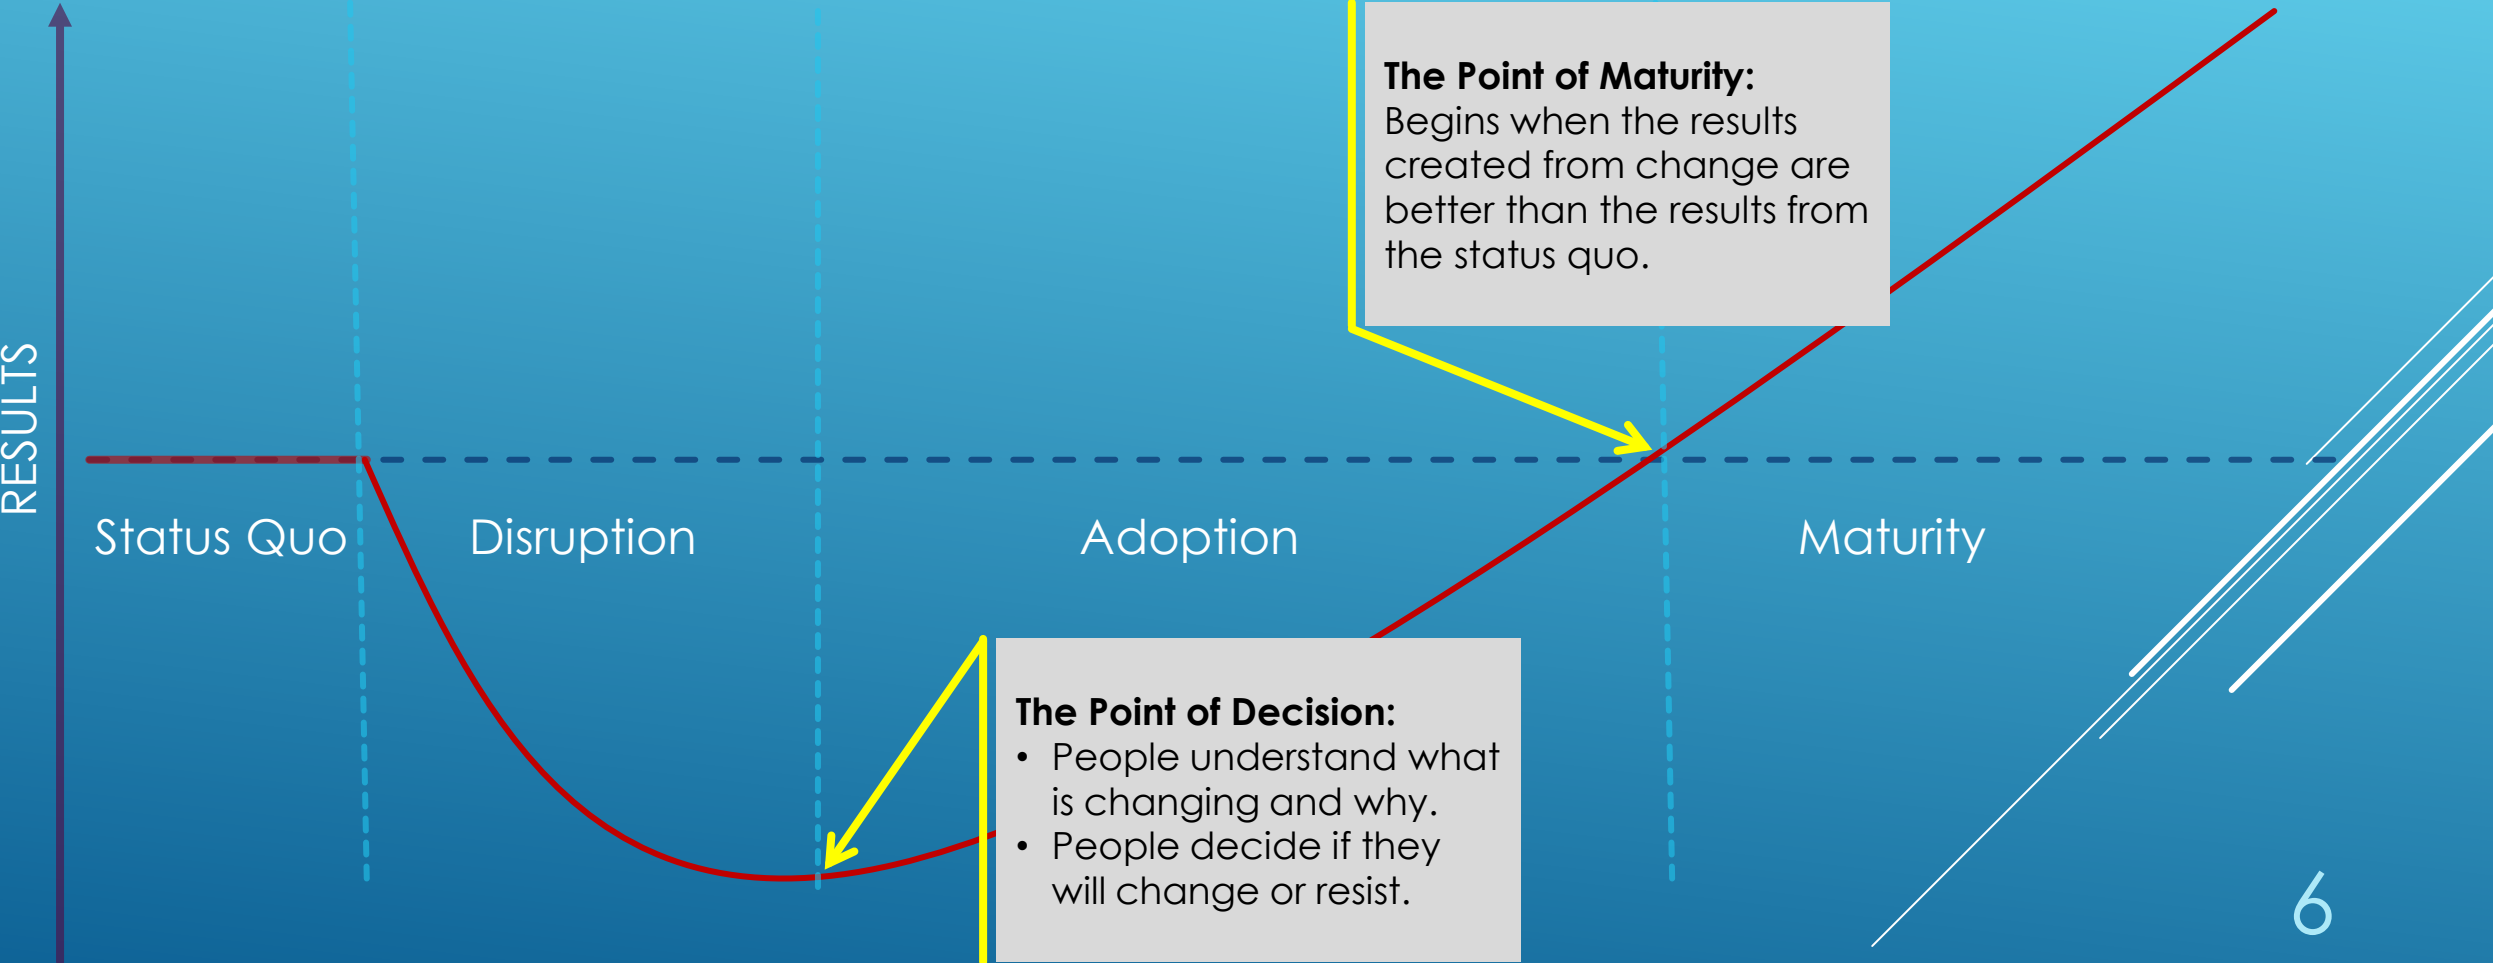 The Point of Maturity:
Begins when the results
created from change are
better than the results from
the status quo.
RESULTS
Status Quo
Disruption
Adoption
Maturity
The Point of Decision:
• People understand what
is changing and why.
• People decide if they
will change or resist.
6